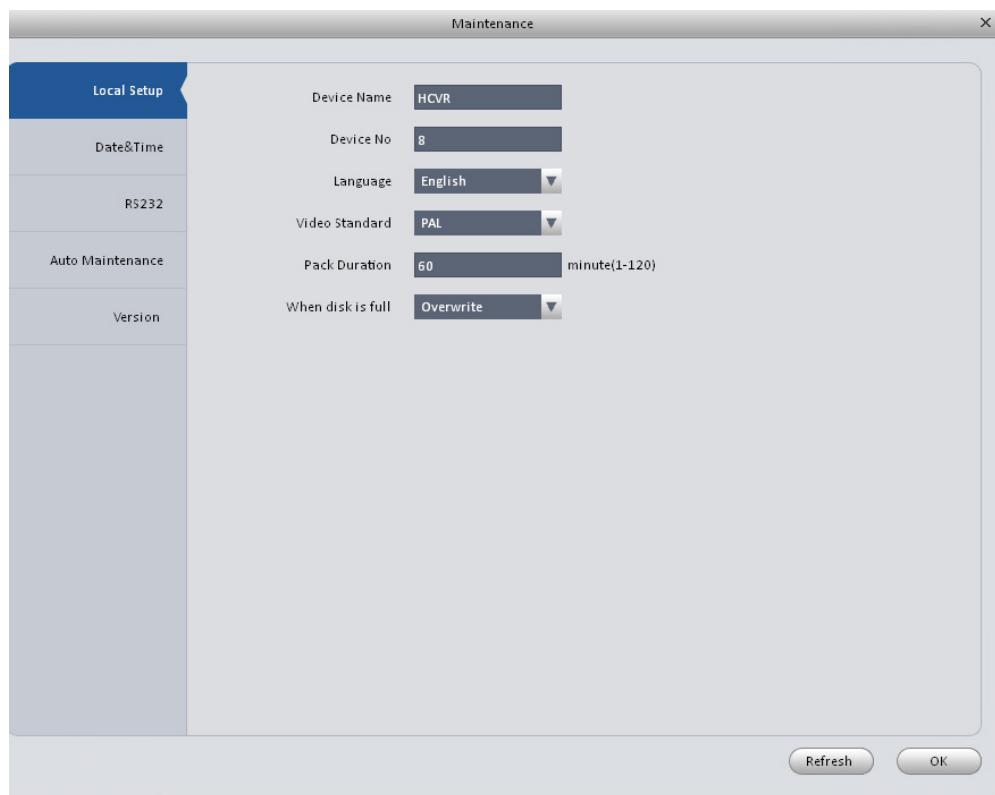 Maintenance X
Local Setup
Date&Time
RS232
Auto Maintenance
Version
Device Name HCVR
Device No 8
Language English
Video Standard PAL
Pack Duration 60 minute(1-120)
When disk is full Overwrite
Refresh OK